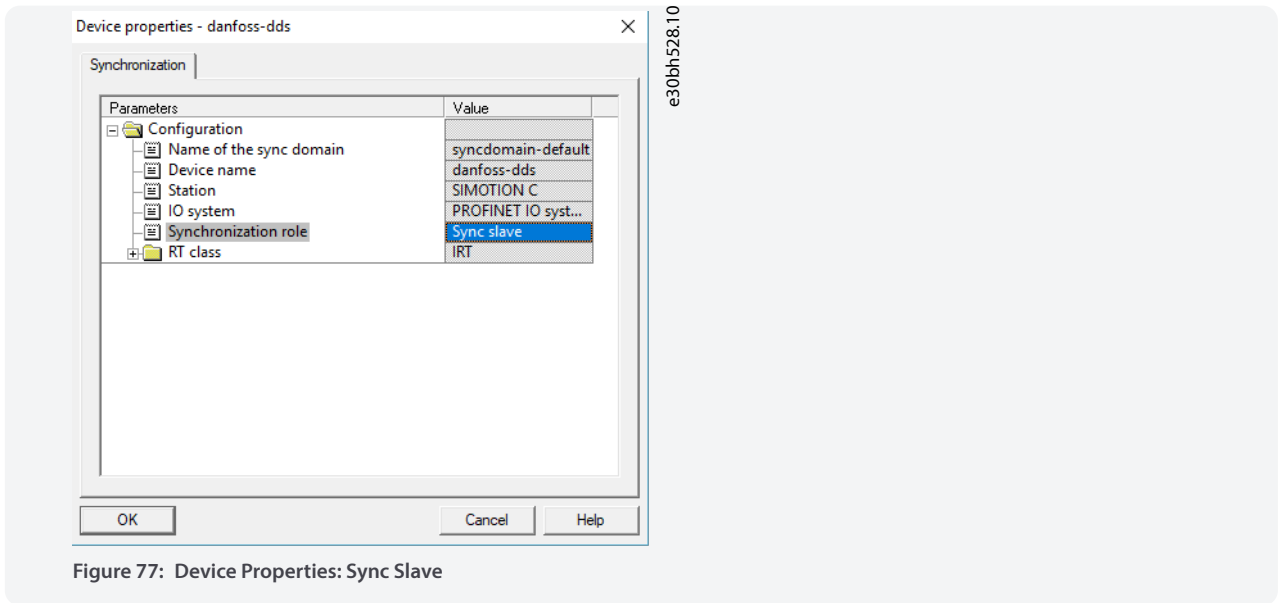 Device properties - danfoss-dds
Synchronization
Parameters Value
Configuration
Name of the sync domain syncdomain-default
Device name danfoss-dds
Station SIMOTION C
IO system PROFINET IO syst...
Synchronization role Sync slave
RT class IRT
OK Cancel Help
e30bh528.10
Figure 77: Device Properties: Sync Slave